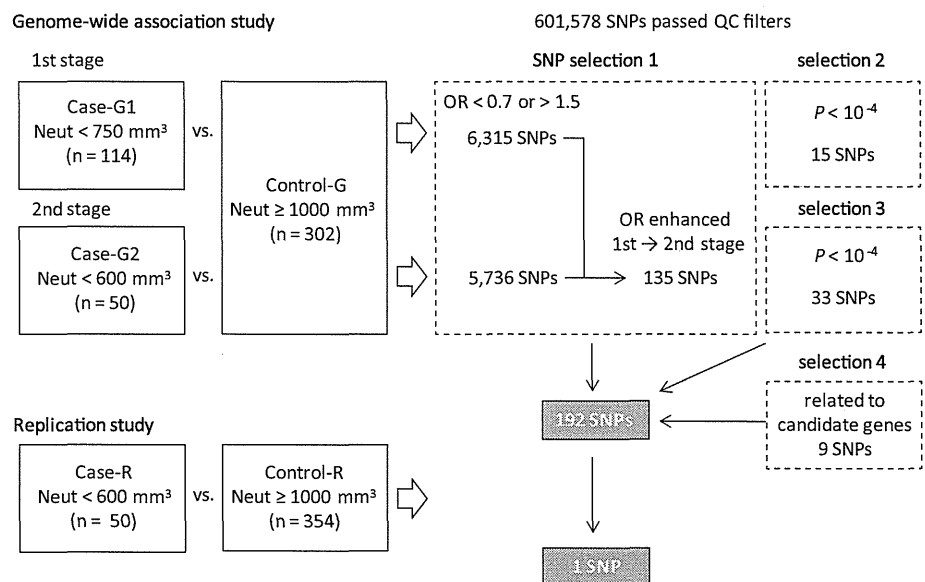 Genome-wide association study
601,578 SNPs passed QC filters
1st stage
SNP selection 1
selection 2
Case-G1
Neut < 750 mm³
(n = 114)
vs.
Control-G
Neut ≥ 1000 mm³
(n = 302)
OR < 0.7 or > 1.5
6,315 SNPs
P < 10⁻⁴
15 SNPs
2nd stage
selection 3
Case-G2
Neut < 600 mm³
(n = 50)
vs.
OR enhanced
1st → 2nd stage
5,736 SNPs
135 SNPs
P < 10⁻⁴
33 SNPs
selection 4
related to
candidate genes
9 SNPs
192 SNPs
Replication study
Case-R
Neut < 600 mm³
(n = 50)
vs.
Control-R
Neut ≥ 1000 mm³
(n = 354)
1 SNP